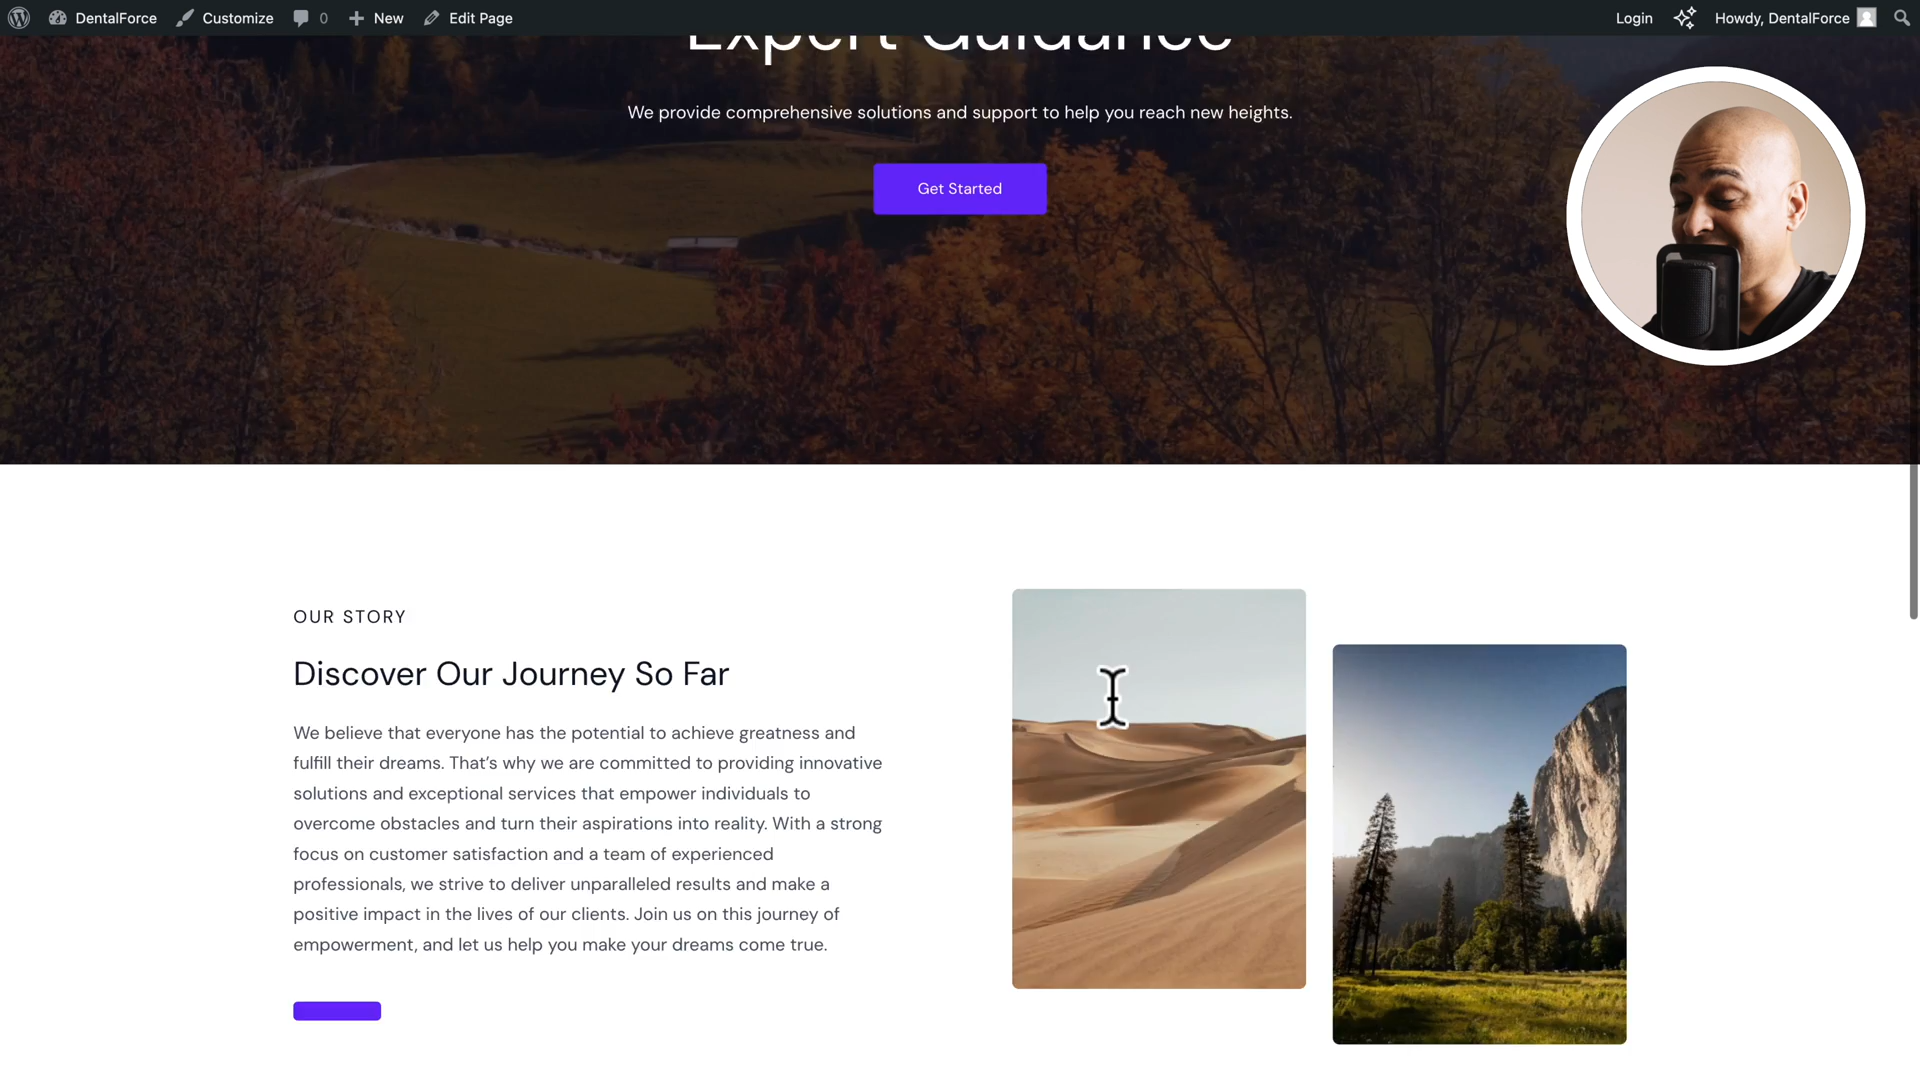 DentalForce
Customize
0
New
Edit Page
Login
Howdy, DentalForce
Expert Guidance
We provide comprehensive solutions and support to help you reach new heights.
Get Started
OUR STORY
Discover Our Journey So Far
We believe that everyone has the potential to achieve greatness and
fulfill their dreams. That’s why we are committed to providing innovative
solutions and exceptional services that empower individuals to
overcome obstacles and turn their aspirations into reality. With a strong
focus on customer satisfaction and a team of experienced
professionals, we strive to deliver unparalleled results and make a
positive impact in the lives of our clients. Join us on this journey of
empowerment, and let us help you make your dreams come true.